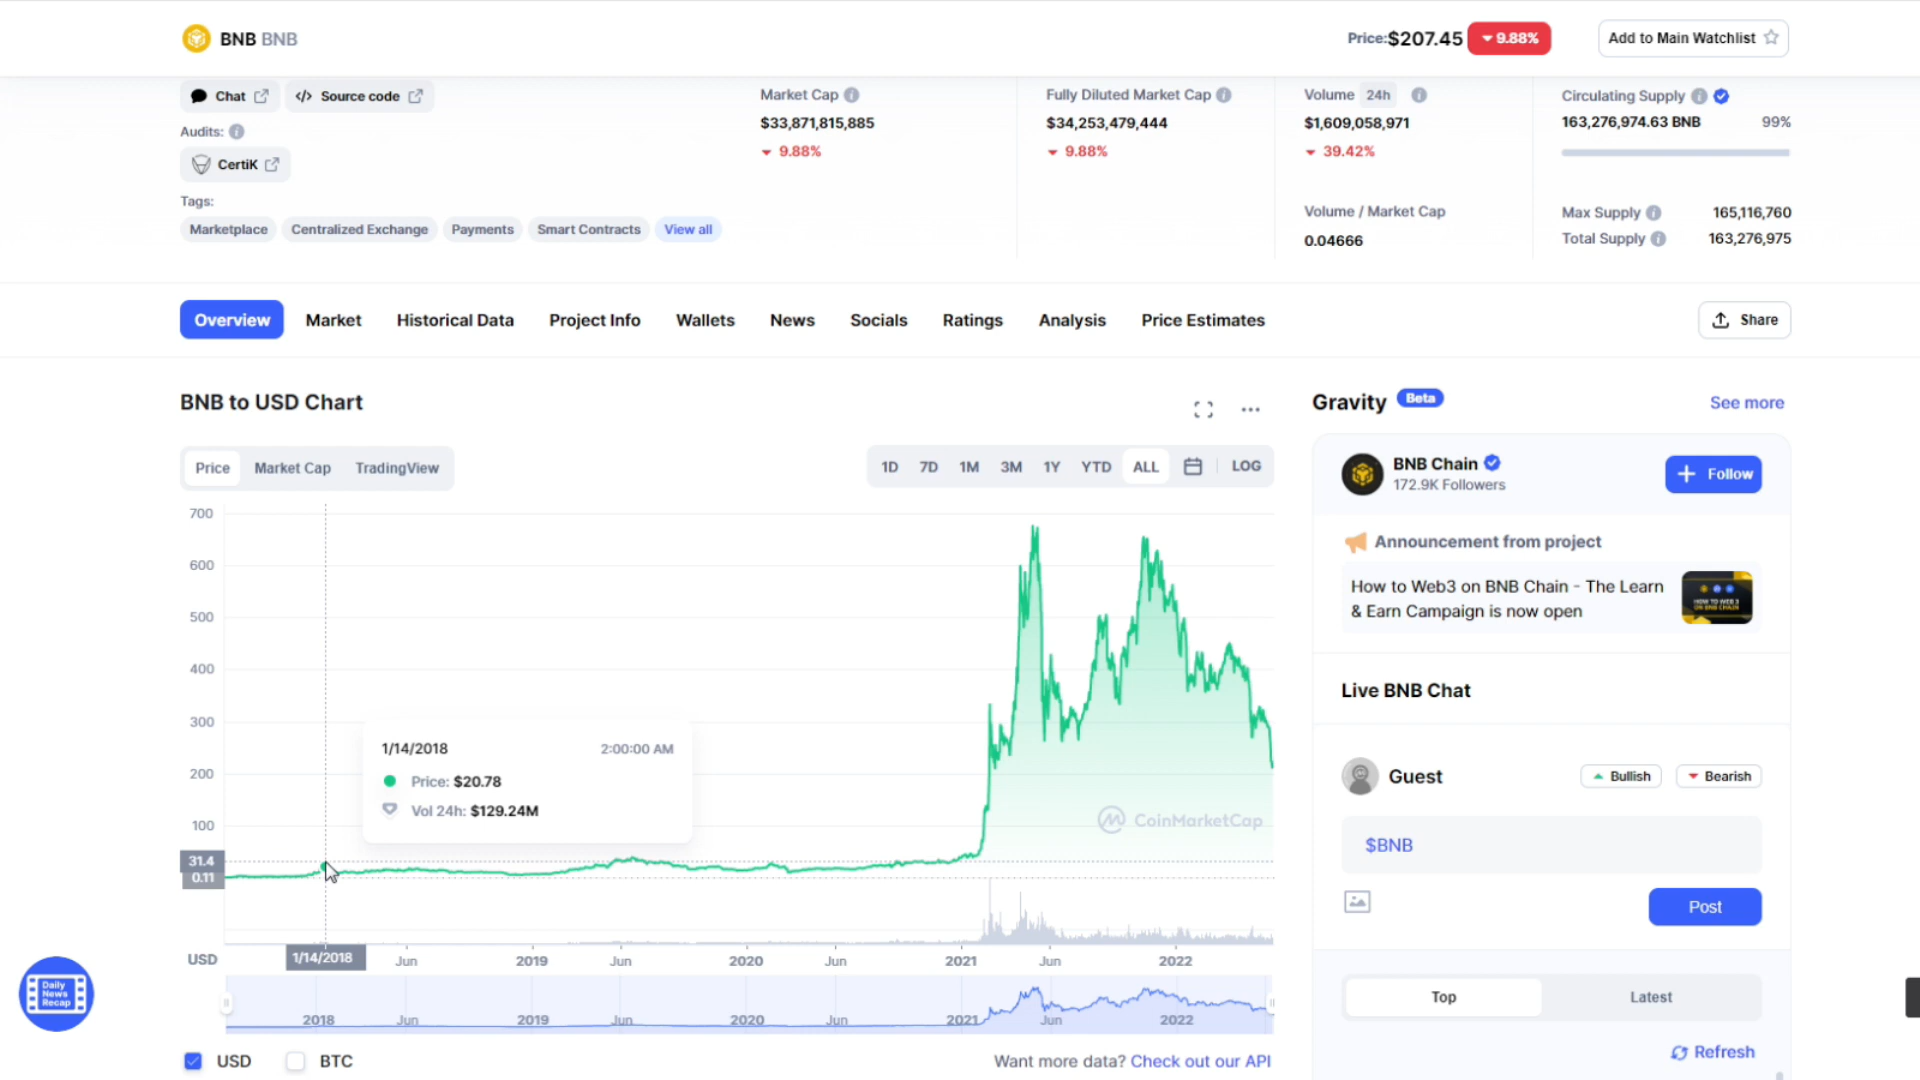 BNB BNB
Price:$207.45 9.88%
Add to Main Watchlist
Chat
Source code
Audits:
CertiK
Tags:
Marketplace Centralized Exchange Payments Smart Contracts View all
Market Cap
$33,871,815,885
9.88%
Fully Diluted Market Cap
$34,253,479,444
9.88%
Volume 24h
$1,609,058,971
39.42%
Volume / Market Cap
0.04666
Circulating Supply
163,276,974.63 BNB 99%
Max Supply 165,116,760
Total Supply 163,276,975
Overview Market Historical Data Project Info Wallets News Socials Ratings Analysis Price Estimates
Share
BNB to USD Chart
Price Market Cap TradingView
1D 7D 1M 3M 1Y YTD ALL LOG
700
600
500
400
300
200
100
31.4
0.11
1/14/2018 2:00:00 AM
Price: $20.78
Vol 24h: $129.24M
CoinMarketCap
USD 1/14/2018 Jun 2019 Jun 2020 Jun 2021 Jun 2022
2018 Jun 2019 Jun 2020 Jun 2021 Jun 2022
USD BTC
Want more data? Check out our API
Daily
News
Recap
Gravity Beta
See more
BNB Chain
172.9K Followers
Follow
Announcement from project
How to Web3 on BNB Chain - The Learn
& Earn Campaign is now open
HOW TO WEB 3
ON BNB CHAIN
Live BNB Chat
Guest
Bullish Bearish
$BNB
Post
Top Latest
Refresh